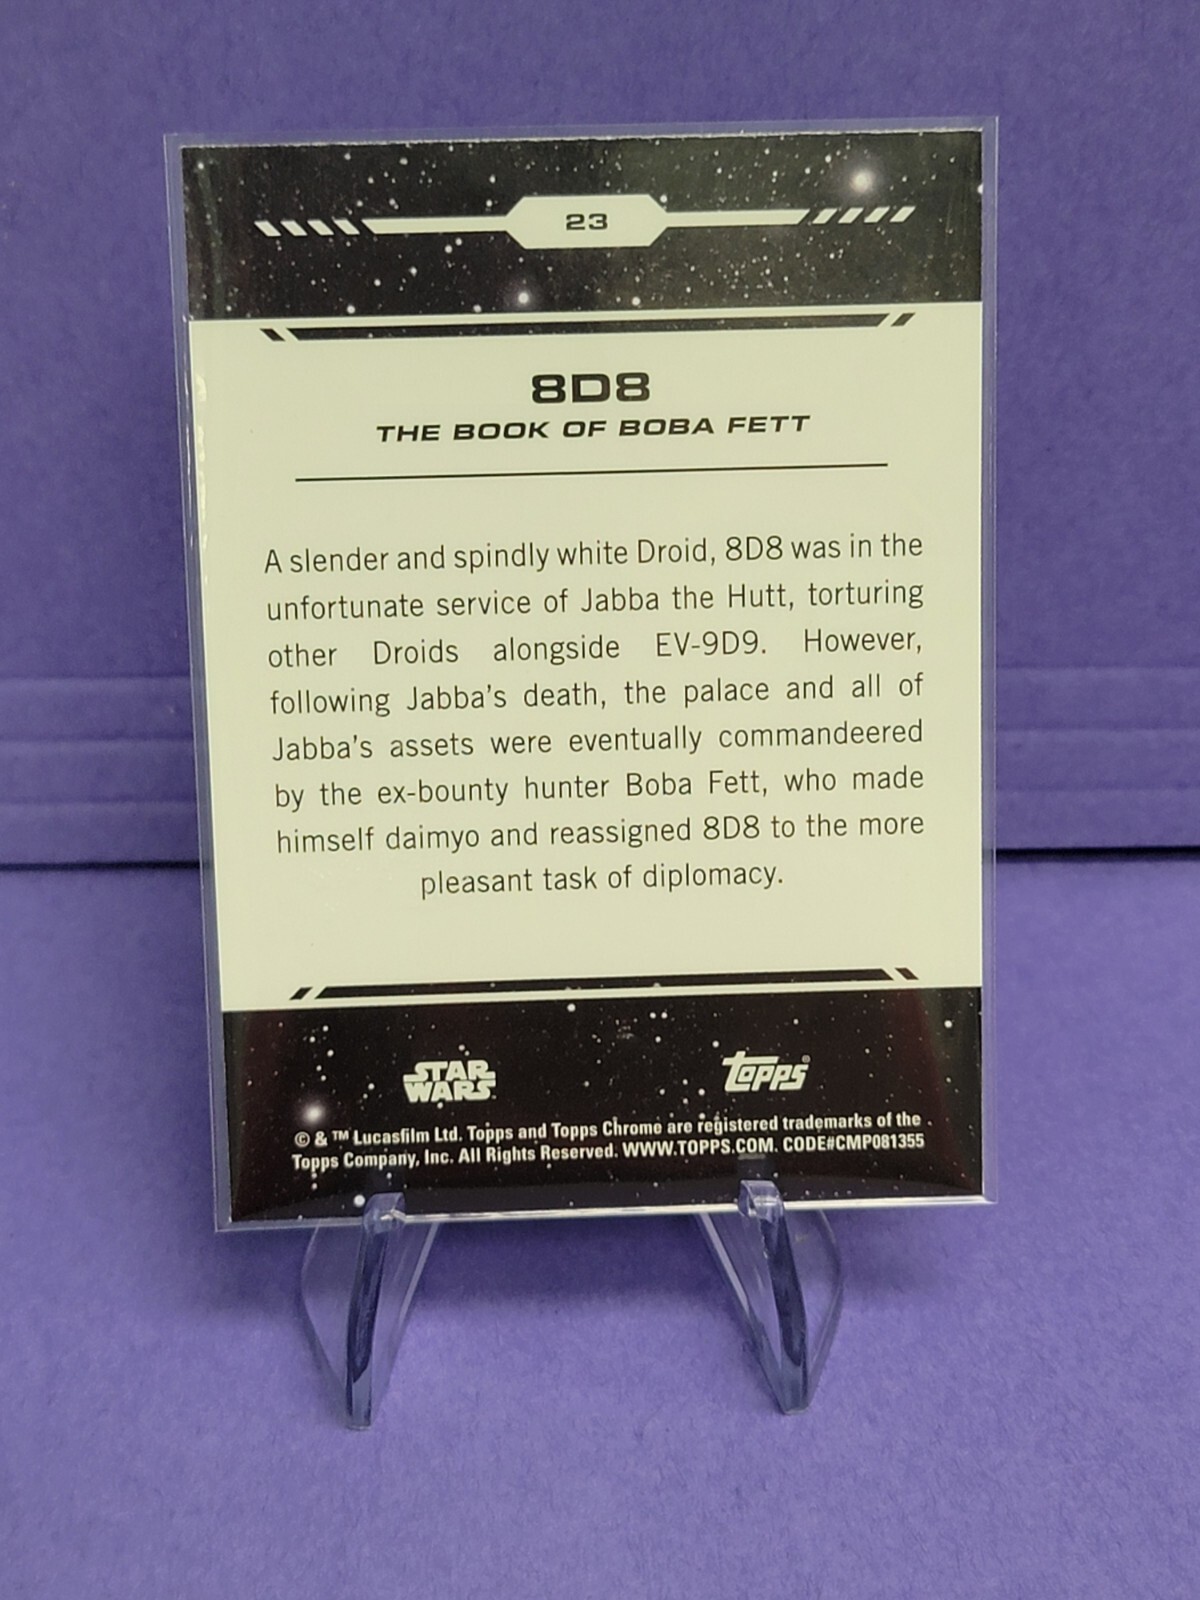 23
8D8
THE BOOK OF BOBA FETT
A slender and spindly white Droid, 8D8 was in the
unfortunate service of Jabba the Hutt, torturing
other Droids alongside EV-9D9. However,
following Jabba's death, the palace and all of
Jabba's assets were eventually commandeered
by the ex-bounty hunter Boba Fett, who made
himself daimyo and reassigned 8D8 to the more
pleasant task of diplomacy.
STAR WARS
Topps®
© & ™ Lucasfilm Ltd. Topps and Topps Chrome are registered trademarks of the
Topps Company, Inc. All Rights Reserved. WWW.TOPPS.COM. CODE#CMP081355